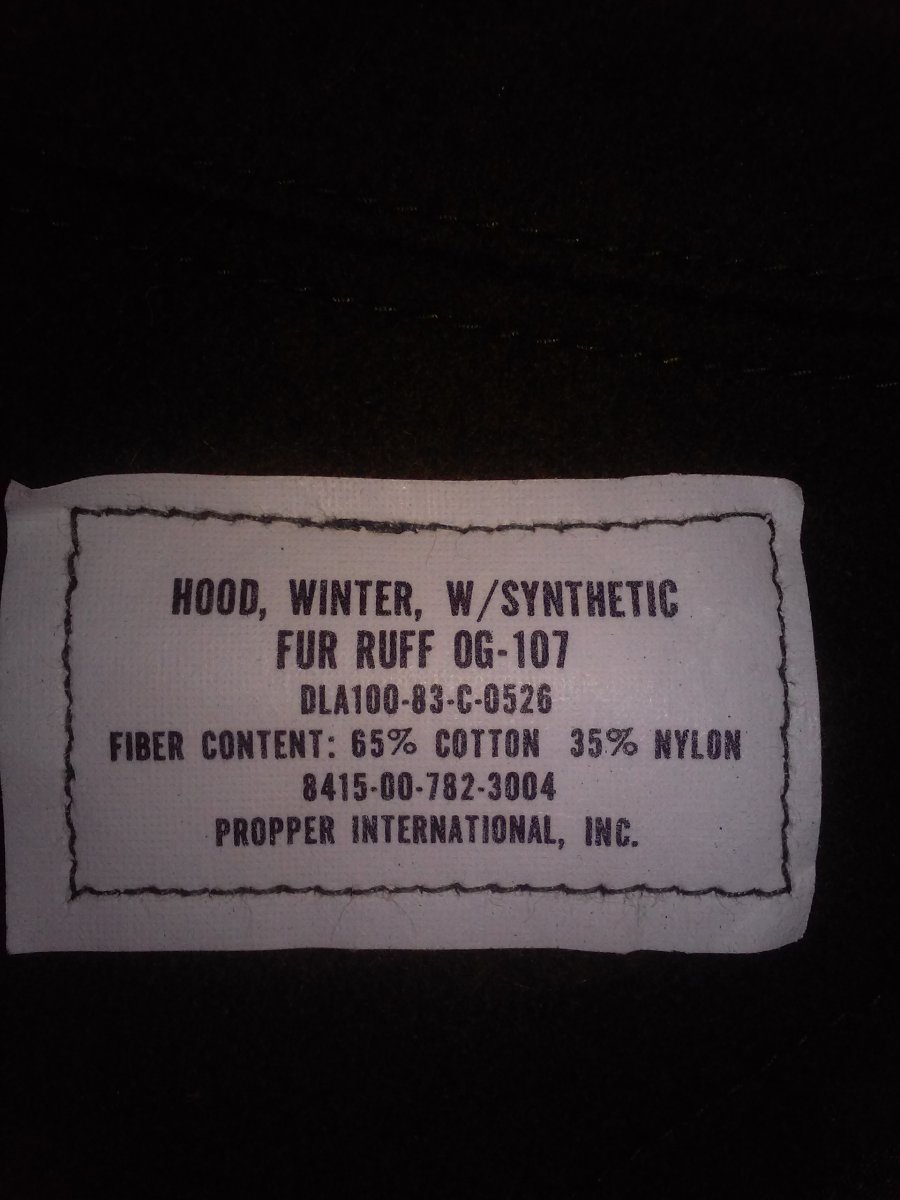 HOOD, WINTER, W/SYNTHETIC
FUR RUFF OG-107
DLA100-83-C-0526
FIBER CONTENT: 65% COTTON 35% NYLON
8415-00-782-3004
PROPPER INTERNATIONAL, INC.